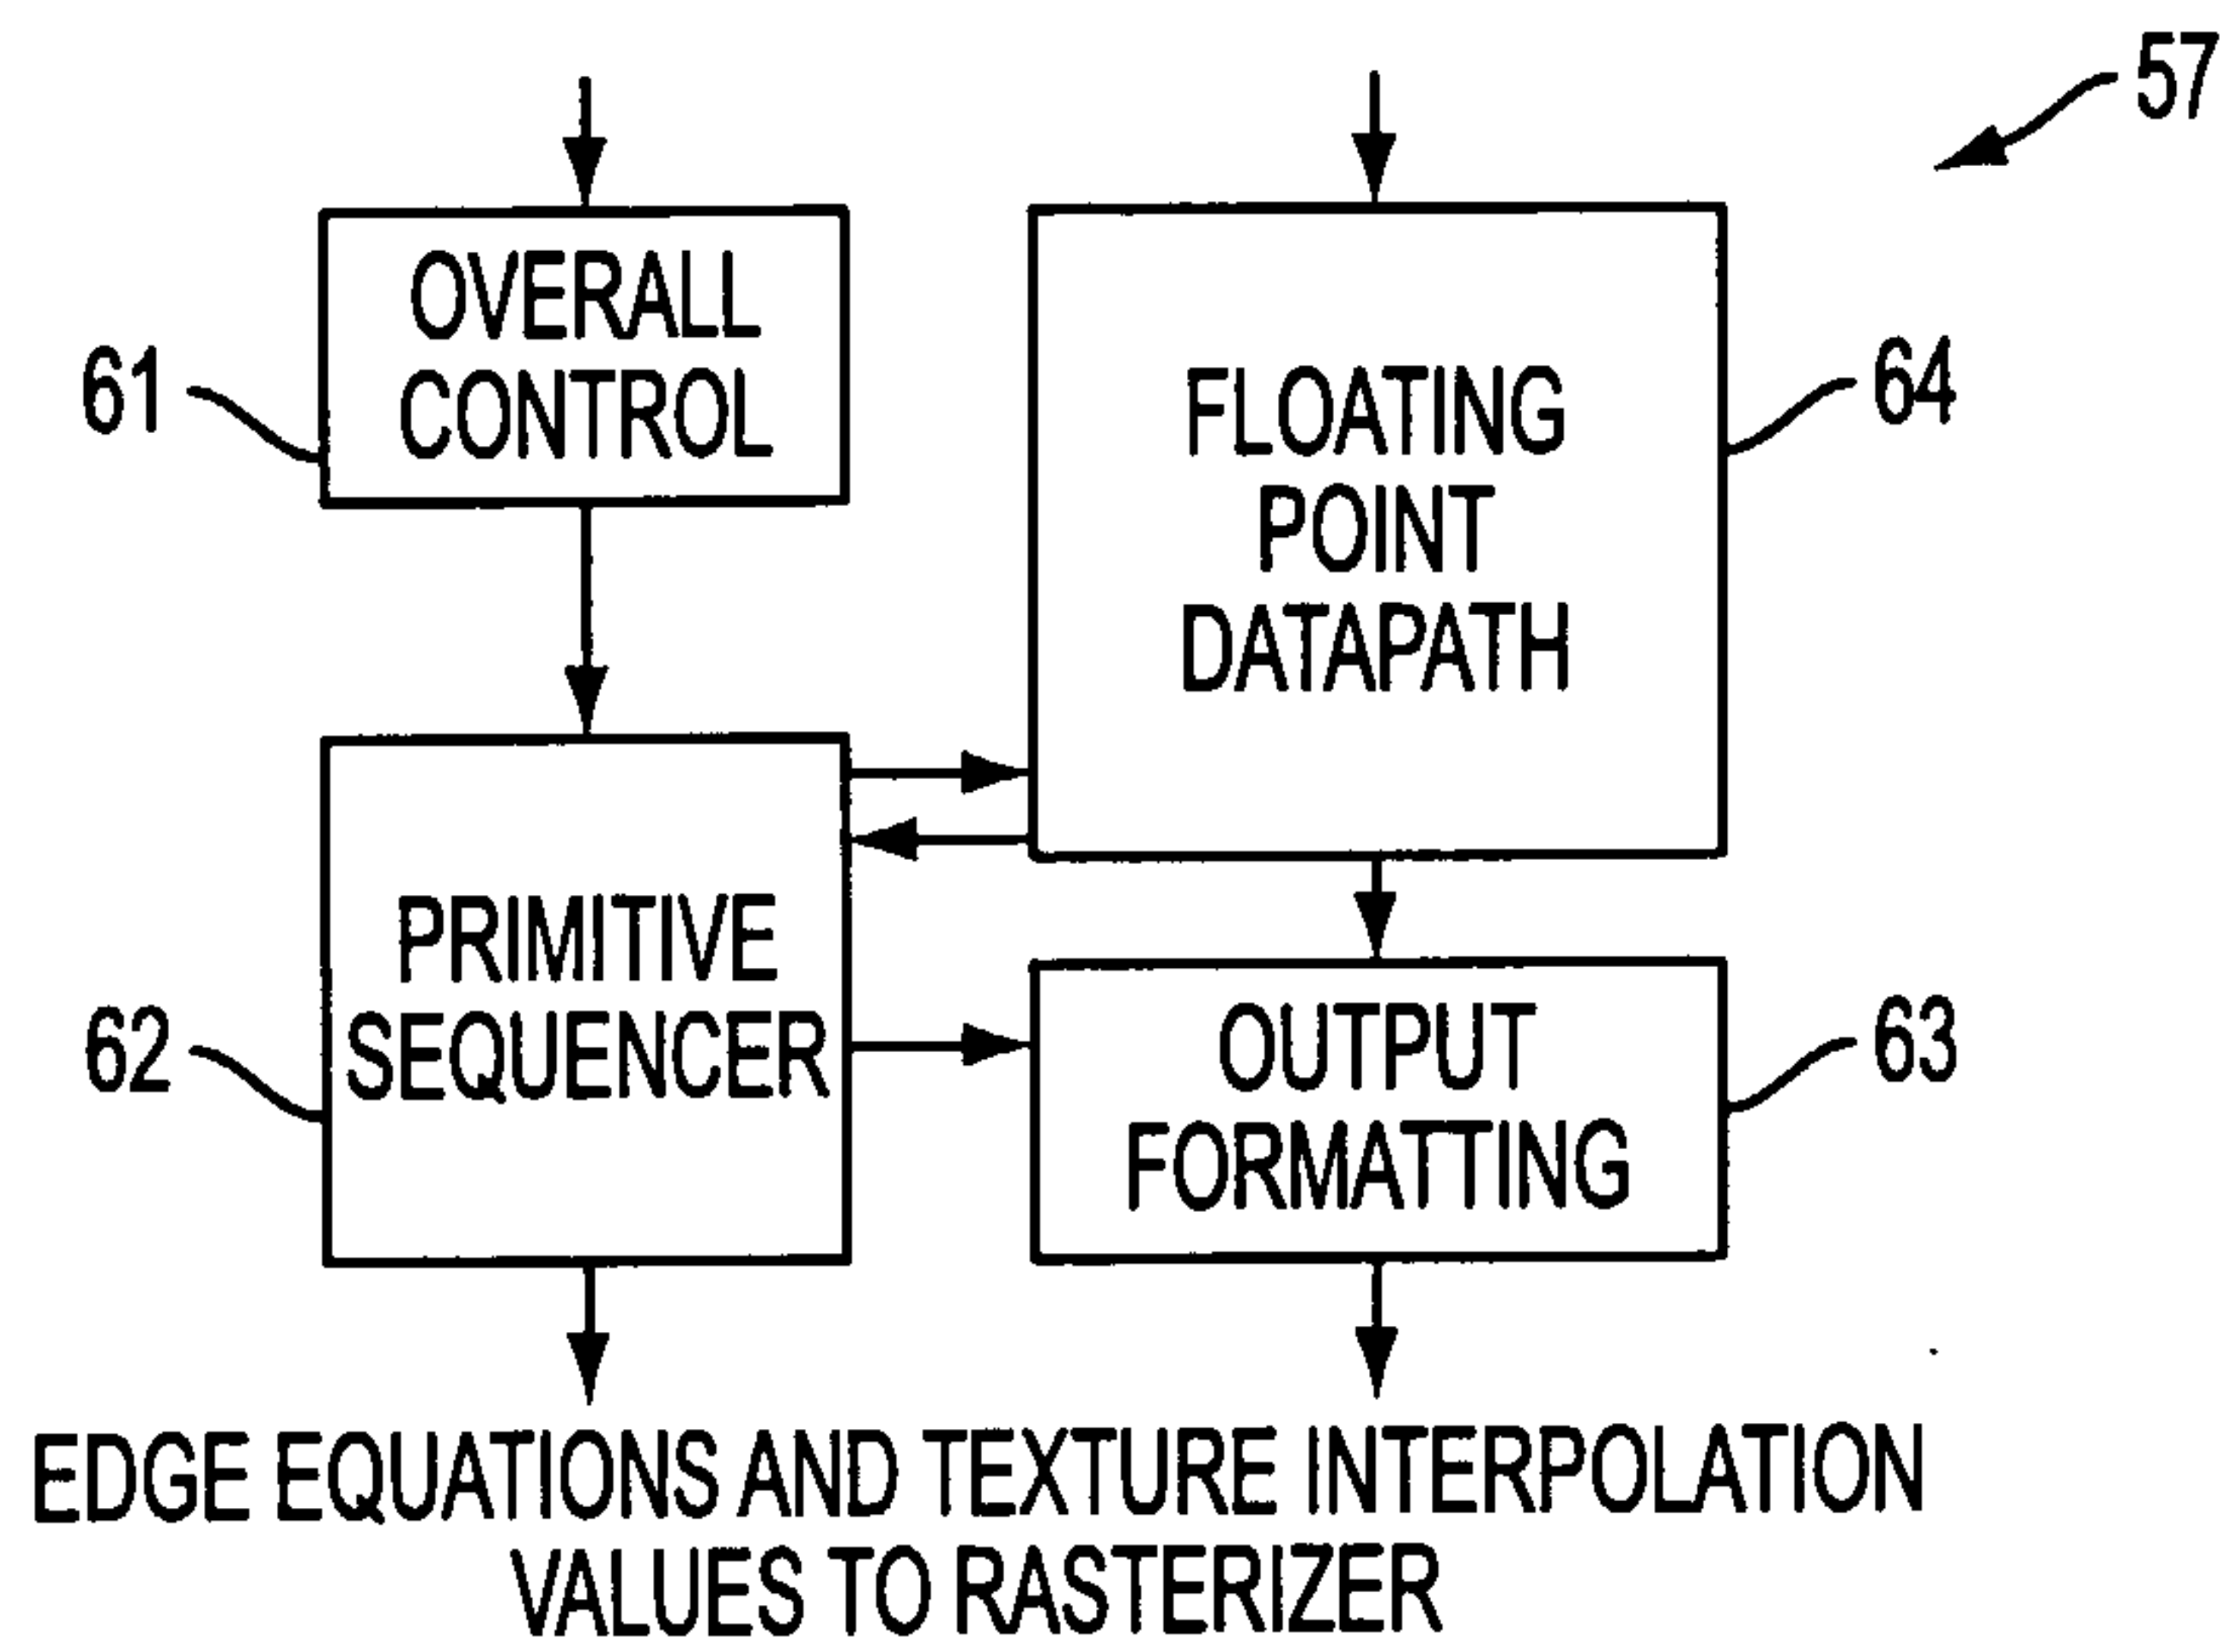 57
OVERALL
CONTROL
61
FLOATING
POINT
DATAPATH
64
PRIMITIVE
SEQUENCER
62
OUTPUT
FORMATTING
63
EDGE EQUATIONS AND TEXTURE INTERPOLATION
VALUES TO RASTERIZER